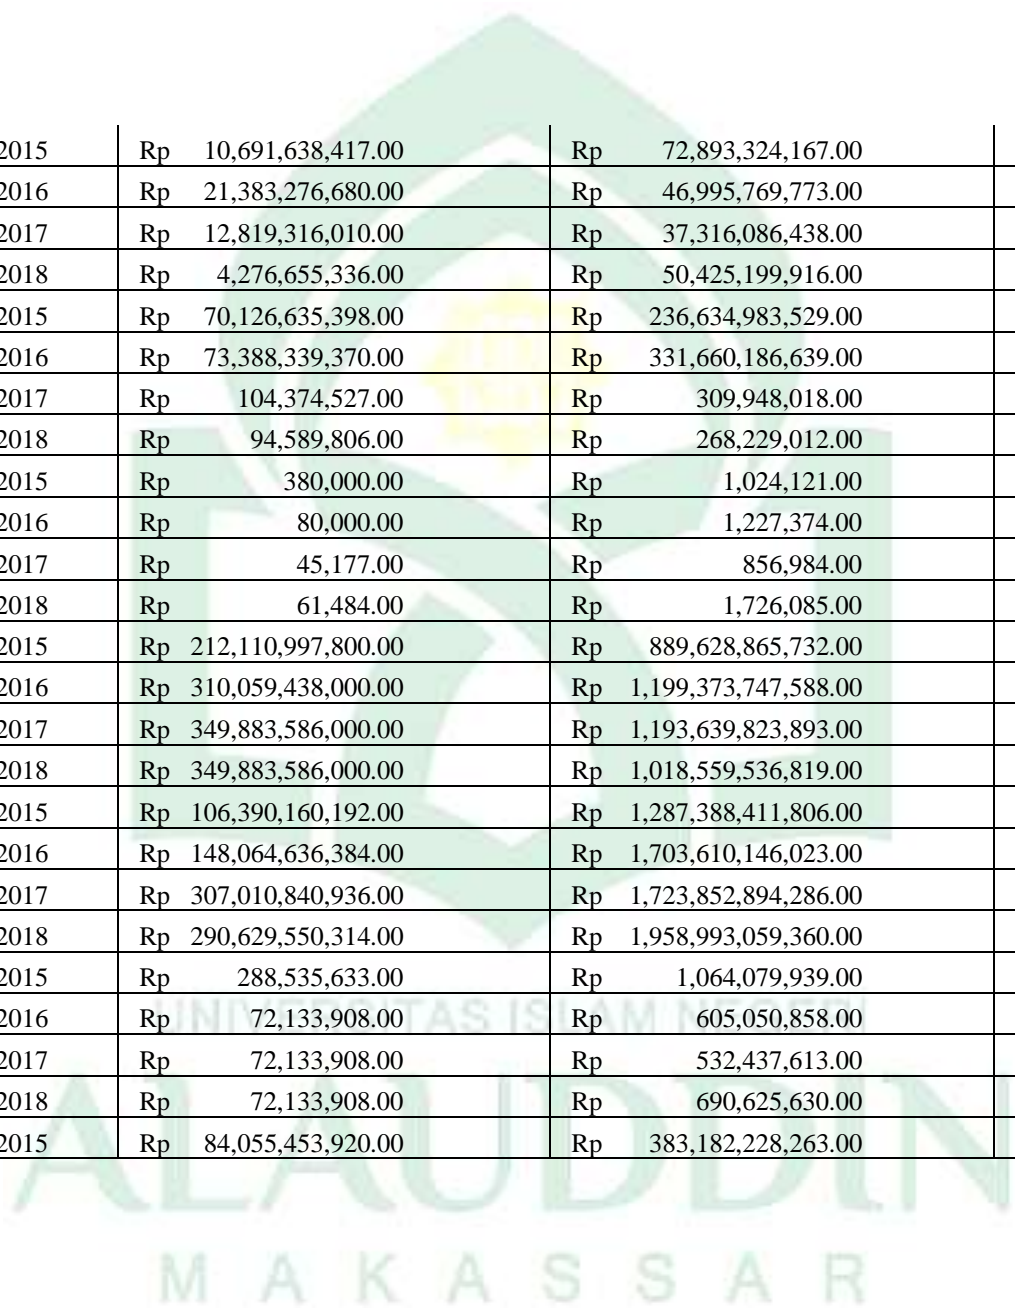 2015 Rp 10,691,638,417.00 Rp 72,893,324,167.00
2016 Rp 21,383,276,680.00 Rp 46,995,769,773.00
2017 Rp 12,819,316,010.00 Rp 37,316,086,438.00
2018 Rp 4,276,655,336.00 Rp 50,425,199,916.00
2015 Rp 70,126,635,398.00 Rp 236,634,983,529.00
2016 Rp 73,388,339,370.00 Rp 331,660,186,639.00
2017 Rp 104,374,527.00 Rp 309,948,018.00
2018 Rp 94,589,806.00 Rp 268,229,012.00
2015 Rp 380,000.00 Rp 1,024,121.00
2016 Rp 80,000.00 Rp 1,227,374.00
2017 Rp 45,177.00 Rp 856,984.00
2018 Rp 61,484.00 Rp 1,726,085.00
2015 Rp 212,110,997,800.00 Rp 889,628,865,732.00
2016 Rp 310,059,438,000.00 Rp 1,199,373,747,588.00
2017 Rp 349,883,586,000.00 Rp 1,193,639,823,893.00
2018 Rp 349,883,586,000.00 Rp 1,018,559,536,819.00
2015 Rp 106,390,160,192.00 Rp 1,287,388,411,806.00
2016 Rp 148,064,636,384.00 Rp 1,703,610,146,023.00
2017 Rp 307,010,840,936.00 Rp 1,723,852,894,286.00
2018 Rp 290,629,550,314.00 Rp 1,958,993,059,360.00
2015 Rp 288,535,633.00 Rp 1,064,079,939.00
UNIVERSITAS ISLAM NEGERI
2016 Rp 72,133,908.00 Rp 605,050,858.00
2017 Rp 72,133,908.00 Rp 532,437,613.00
2018 Rp 72,133,908.00 Rp 690,625,630.00
2015 Rp 84,055,453,920.00 Rp 383,182,228,263.00
ALAUDDIN
MAKASSAR